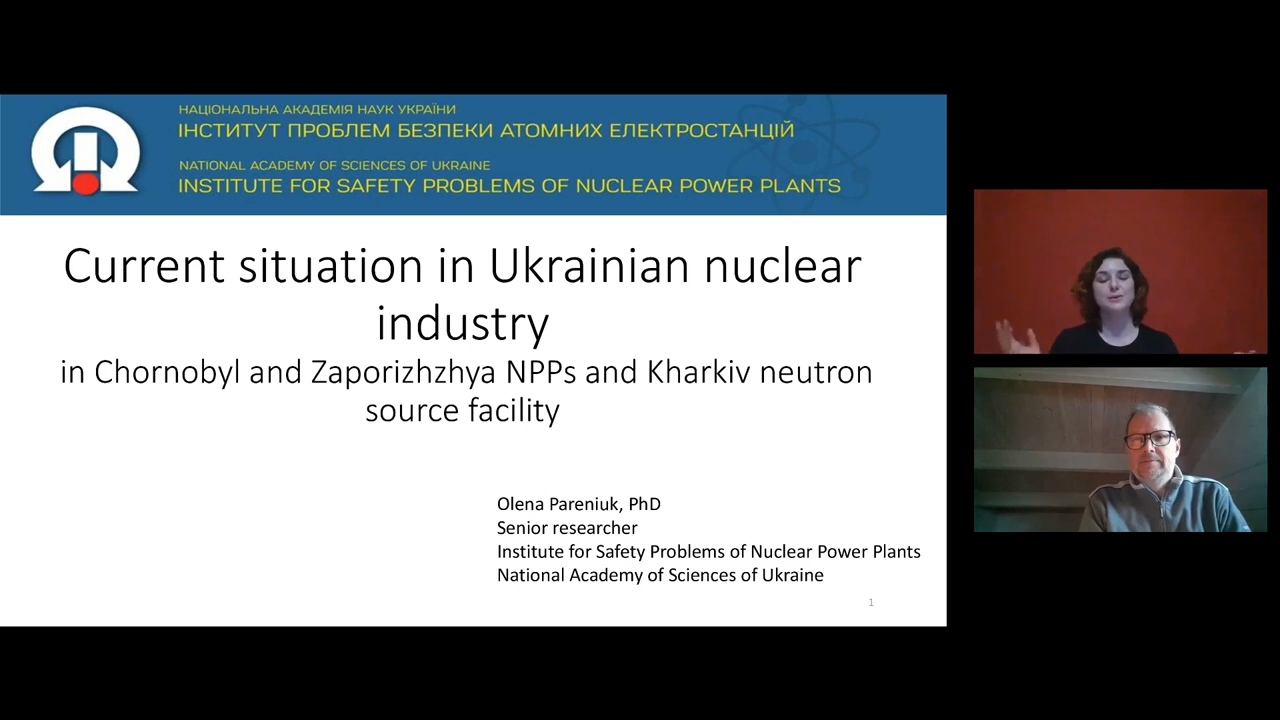 НАЦІОНАЛЬНА АКАДЕМІЯ НАУК УКРАЇНИ
ІНСТИТУТ ПРОБЛЕМ БЕЗПЕКИ АТОМНИХ ЕЛЕКТРОСТАНЦІЙ
NATIONAL ACADEMY OF SCIENCES OF UKRAINE
INSTITUTE FOR SAFETY PROBLEMS OF NUCLEAR POWER PLANTS
Current situation in Ukrainian nuclear
industry
in Chornobyl and Zaporizhzhya NPPs and Kharkiv neutron
source facility
Olena Pareniuk, PhD
Senior researcher
Institute for Safety Problems of Nuclear Power Plants
National Academy of Sciences of Ukraine
1